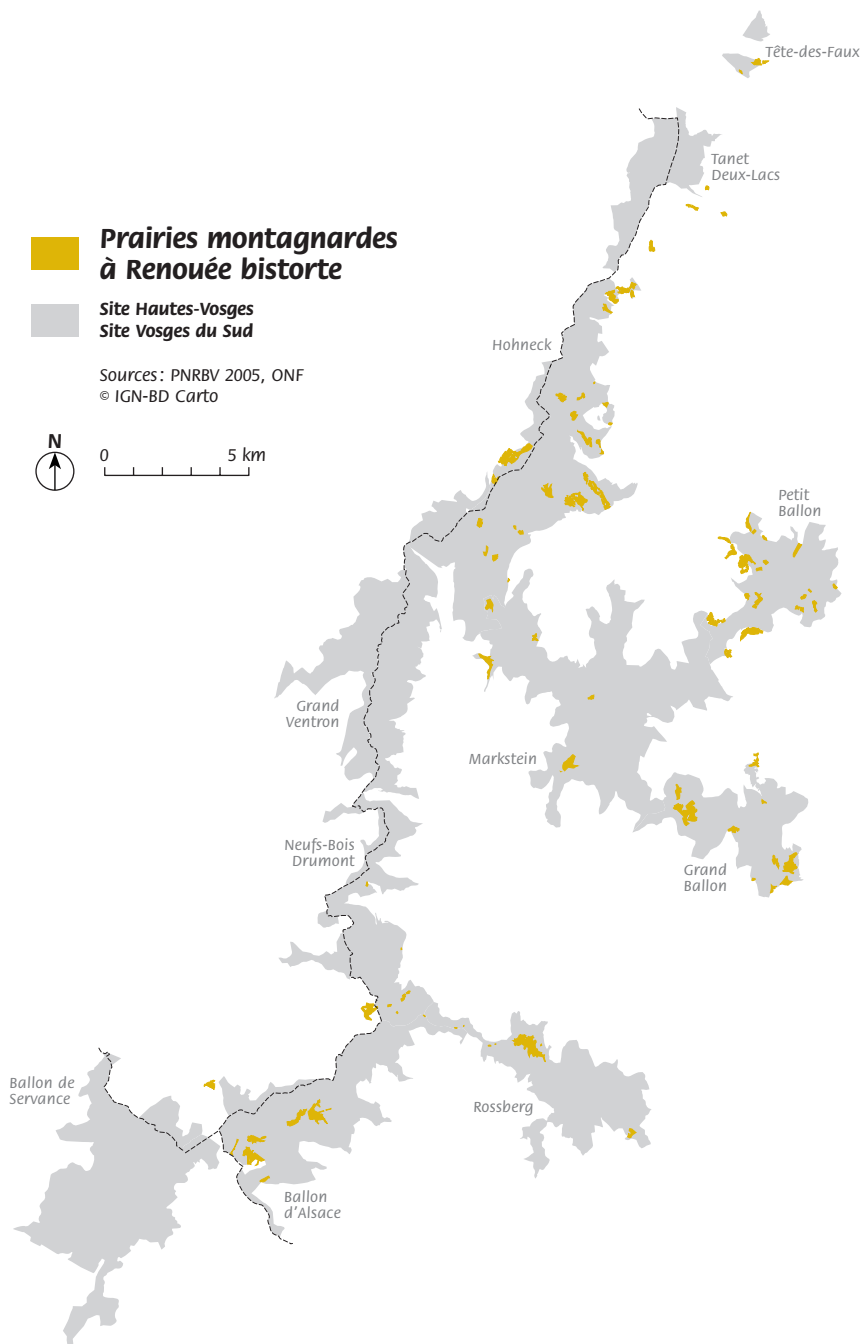 Tête-des-Faux
Tanet
Deux-Lacs
Prairies montagnardes
à Renouée bistorte
Site Hautes-Vosges
Site Vosges du Sud
Sources : PNRBV 2005, ONF
© IGN-BD Carto
Hohneck
N
0 5 km
Petit
Ballon
Grand
Ventron
Markstein
Neufs-Bois
Drumont
Grand
Ballon
Ballon de
Servance
Rossberg
Ballon
d'Alsace